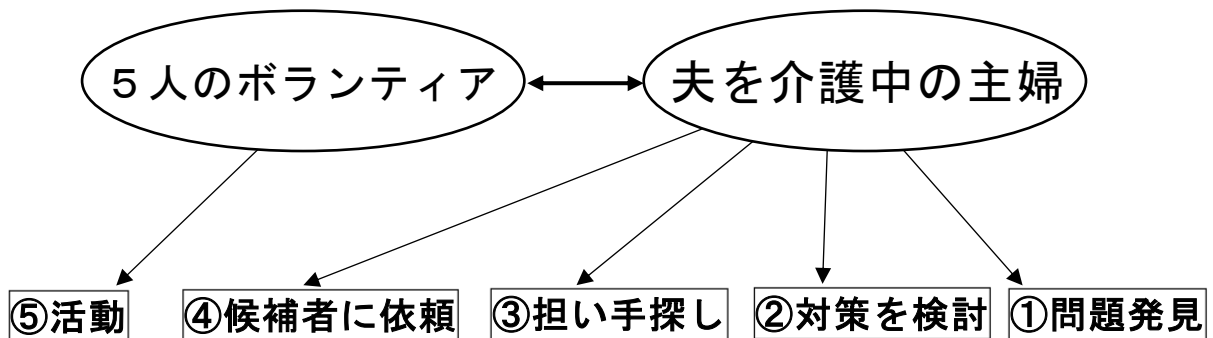 ５人のボランティア
夫を介護中の主婦
⑤活動
④候補者に依頼
③担い手探し
②対策を検討
①問題発見